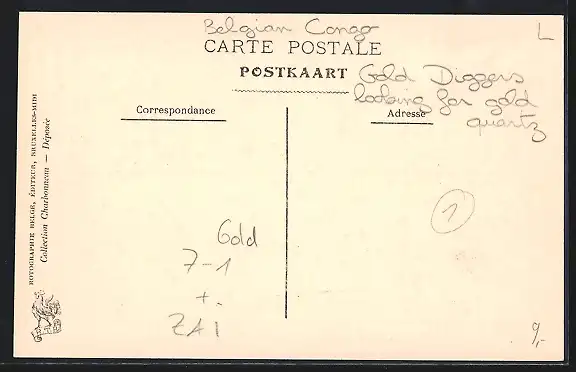 Belgian Congo
L
CARTE POSTALE
POSTKAART
Gold Diggers
looking for gold
quartz
Correspondance
Adresse
ROTOGRAPHIE BELGE, ÉDITEUR, BRUXELLES-MIDI
Collection Charbonneau — Déposée
1
Gold
7-1
+.
ZAI
9,-